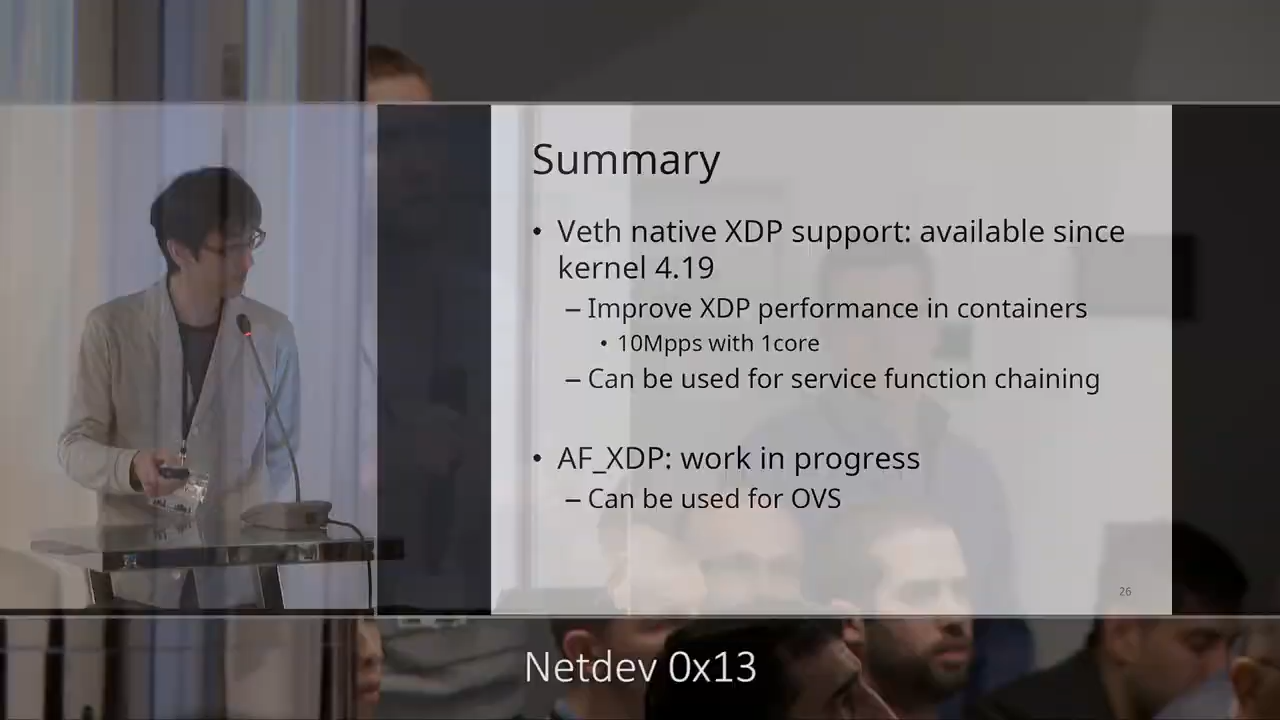 Summary
• Veth native XDP support: available since
kernel 4.19
– Improve XDP performance in containers
• 10Mpps with 1core
– Can be used for service function chaining
• AF_XDP: work in progress
– Can be used for OVS
26
Netdev 0x13